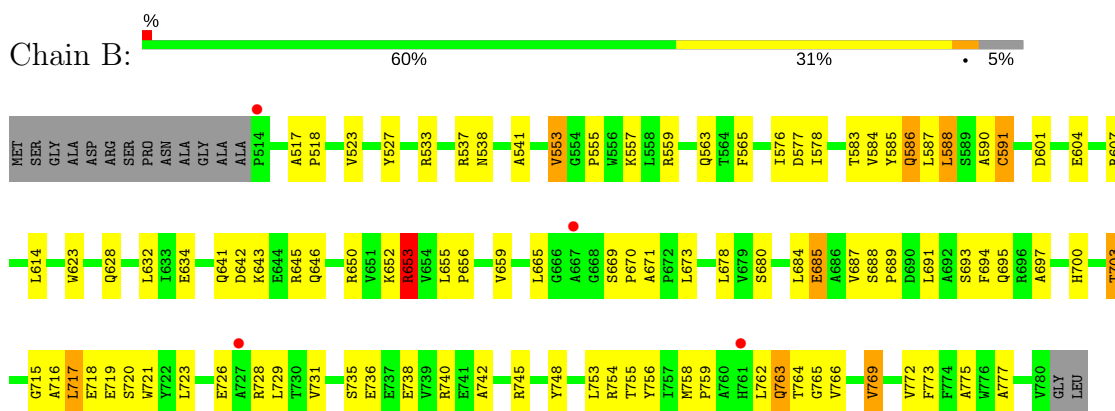 %
Chain B:
60% 31% • 5%
MET SER GLY ALA ASP ARG SER PRO ASN ALA GLY ALA ALA P514 A517 P518 V523 Y527 R533 R537 N538 A541 V553 G554 P555 W556 K557 L558 R559 Q563 T564 F565 I576 D577 I578 T583 V584 Y585 Q586 L587 L588 S589 A590 C591 D601 E604
L614 W623 Q628 L632 I633 E634 Q641 D642 K643 E644 R645 Q646 R650 V651 K652 R653 V654 L655 P656 V659 L665 G666 A667 G668 S669 P670 A671 P672 L673 L678 V679 S680 L684 E685 A686 V687 S688 P689 D690 L691 A692 S693 F694 Q695 R696 A697 H700 T703
G715 A716 L717 E718 E719 S720 W721 Y722 L723 E726 A727 R728 L729 T730 V731 S735 E736 E737 E738 V739 R740 E741 A742 R745 Y748 L753 R754 T755 Y756 I757 M758 P759 A760 H761 L762 Q763 T764 G765 V766 V769 V772 F773 F774 A775 W776 A777 V780 GLY LEU